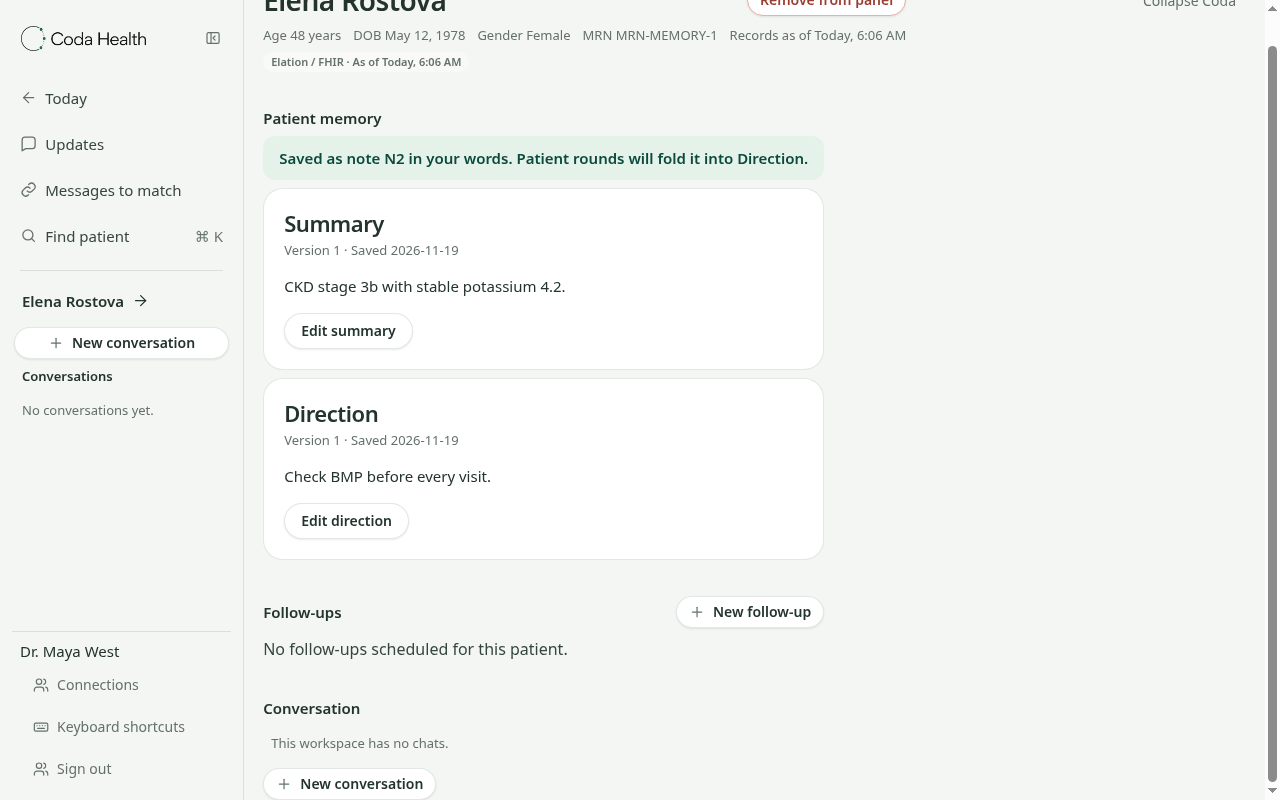 Coda Health
Today
Updates
Messages to match
Find patient ⌘ K
Elena Rostova
New conversation
Conversations
No conversations yet.
Dr. Maya West
Connections
Keyboard shortcuts
Sign out
Elena Rostova
Remove from panel
Collapse Coda
Age 48 years DOB May 12, 1978 Gender Female MRN MRN-MEMORY-1 Records as of Today, 6:06 AM
Elation / FHIR · As of Today, 6:06 AM
Patient memory
Saved as note N2 in your words. Patient rounds will fold it into Direction.
Summary
Version 1 · Saved 2026-11-19
CKD stage 3b with stable potassium 4.2.
Edit summary
Direction
Version 1 · Saved 2026-11-19
Check BMP before every visit.
Edit direction
Follow-ups
New follow-up
No follow-ups scheduled for this patient.
Conversation
This workspace has no chats.
New conversation